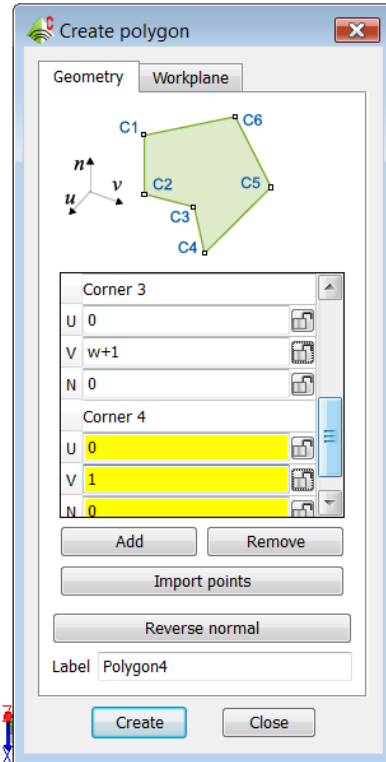 Create polygon
Geometry Workplane
C1 C6
n
u v C2 C5
C3
C4
Corner 3
U 0
V w+1
N 0
Corner 4
U 0
V 1
N 0
Add Remove
Import points
Reverse normal
Label Polygon4
Create Close
Z
X